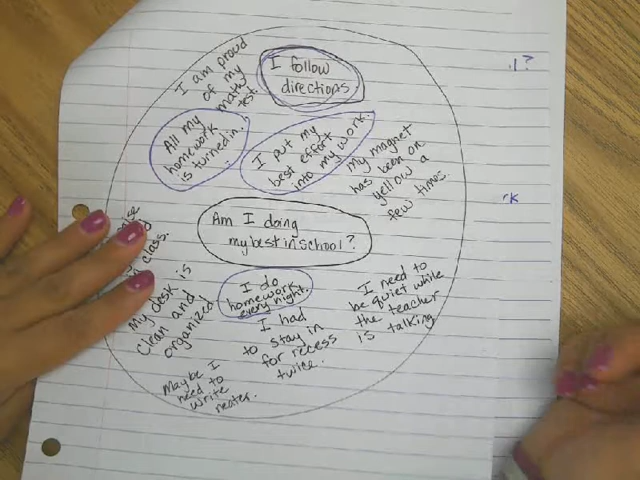 I am proud
of my
math
test.
I follow
directions
All my
homework
is turned in.
I put my
best effort
into my work.
My magnet
has been on
yellow a
few times.
Am I doing
my best in school?
class.
My desk is
clean and
organized
I do
homework
every night.
I need to
be quiet while
the teacher
is talking
I had
to stay in
for recess
twice.
Maybe I
need to
write
neater.